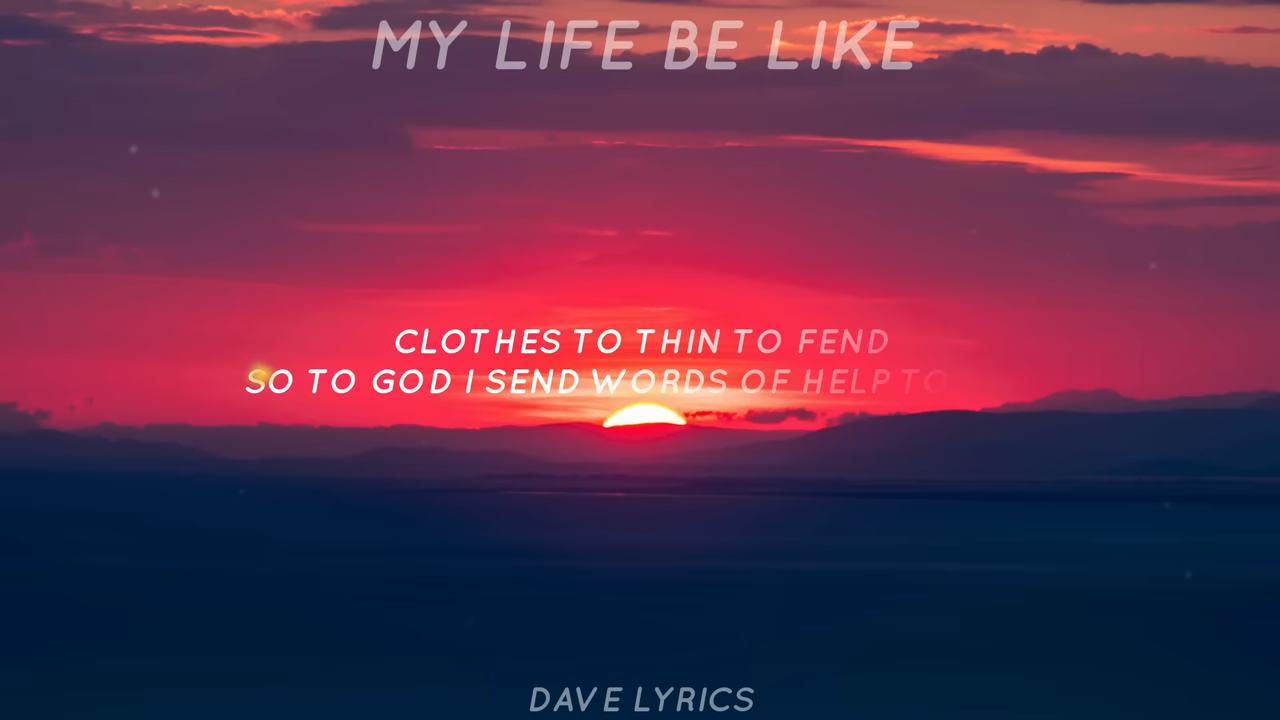 MY LIFE BE LIKE
CLOTHES TO THIN TO FEND
SO TO GOD I SEND WORDS OF HELP TO
DAVE LYRICS